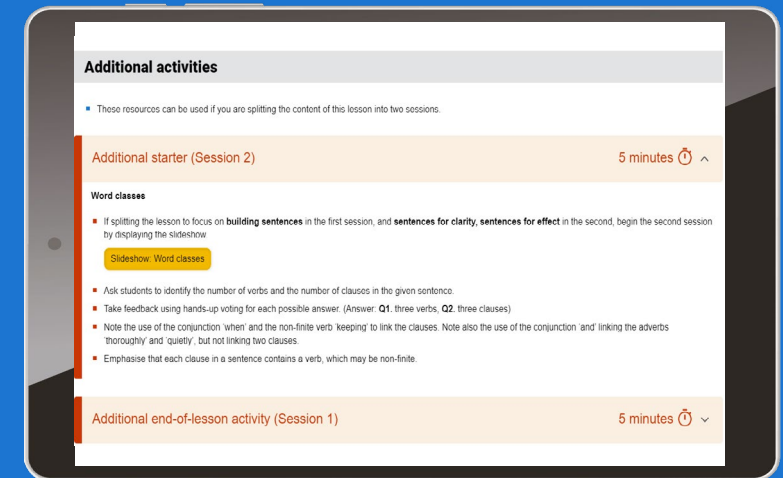 Additional activities
These resources can be used if you are splitting the content of this lesson into two sessions.
Additional starter (Session 2)
5 minutes
Word classes
If splitting the lesson to focus on building sentences in the first session, and sentences for clarity, sentences for effect in the second, begin the second session
by displaying the slideshow
Slideshow: Word classes
Ask students to identify the number of verbs and the number of clauses in the given sentence.
Take feedback using hands-up voting for each possible answer. (Answer: Q1. three verbs, Q2. three clauses)
Note the use of the conjunction 'when' and the non-finite verb 'keeping' to link the clauses. Note also the use of the conjunction 'and' linking the adverbs
'thoroughly' and 'quietly', but not linking two clauses.
Emphasise that each clause in a sentence contains a verb, which may be non-finite.
Additional end-of-lesson activity (Session 1)
5 minutes